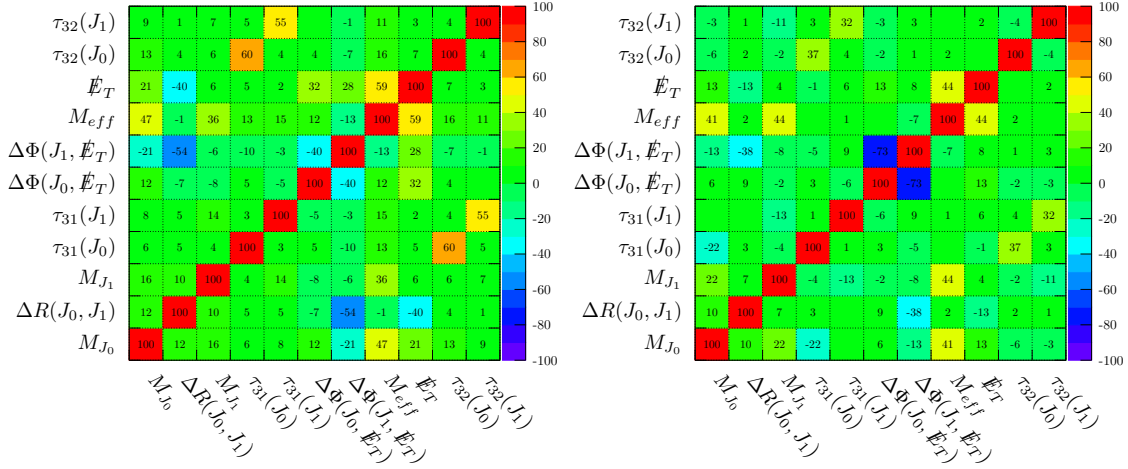 τ32(J1) 9 1 7 5 55 -1 11 3 4 100
τ32(J0) 13 4 6 60 4 4 -7 16 7 100 4
E̸T 21 -40 6 5 2 32 28 59 100 7 3
Meff 47 -1 36 13 15 12 -13 100 59 16 11
ΔΦ(J1, E̸T) -21 -54 -6 -10 -3 -40 100 -13 28 -7 -1
ΔΦ(J0, E̸T) 12 -7 -8 5 -5 100 -40 12 32 4
τ31(J1) 8 5 14 3 100 -5 -3 15 2 4 55
τ31(J0) 6 5 4 100 3 5 -10 13 5 60 5
MJ1 16 10 100 4 14 -8 -6 36 6 6 7
ΔR(J0, J1) 12 100 10 5 5 -7 -54 -1 -40 4 1
MJ0 100 12 16 6 8 12 -21 47 21 13 9
MJ0
ΔR(J0, J1)
MJ1
τ31(J0)
τ31(J1)
ΔΦ(J0, E̸T)
ΔΦ(J1, E̸T)
Meff
E̸T
τ32(J0)
τ32(J1)
100
80
60
40
20
0
-20
-40
-60
-80
-100
τ32(J1) -3 1 -11 3 32 -3 3 2 -4 100
τ32(J0) -6 2 -2 37 4 -2 1 2 100 -4
E̸T 13 -13 4 -1 6 13 8 44 100 2
Meff 41 2 44 1 -7 100 44 2
ΔΦ(J1, E̸T) -13 -38 -8 -5 9 -73 100 -7 8 1 3
ΔΦ(J0, E̸T) 6 9 -2 3 -6 100 -73 13 -2 -3
τ31(J1) -13 1 100 -6 9 1 6 4 32
τ31(J0) -22 3 -4 100 1 3 -5 -1 37 3
MJ1 22 7 100 -4 -13 -2 -8 44 4 -2 -11
ΔR(J0, J1) 10 100 7 3 9 -38 2 -13 2 1
MJ0 100 10 22 -22 6 -13 41 13 -6 -3
MJ0
ΔR(J0, J1)
MJ1
τ31(J0)
τ31(J1)
ΔΦ(J0, E̸T)
ΔΦ(J1, E̸T)
Meff
E̸T
τ32(J0)
τ32(J1)
100
80
60
40
20
0
-20
-40
-60
-80
-100